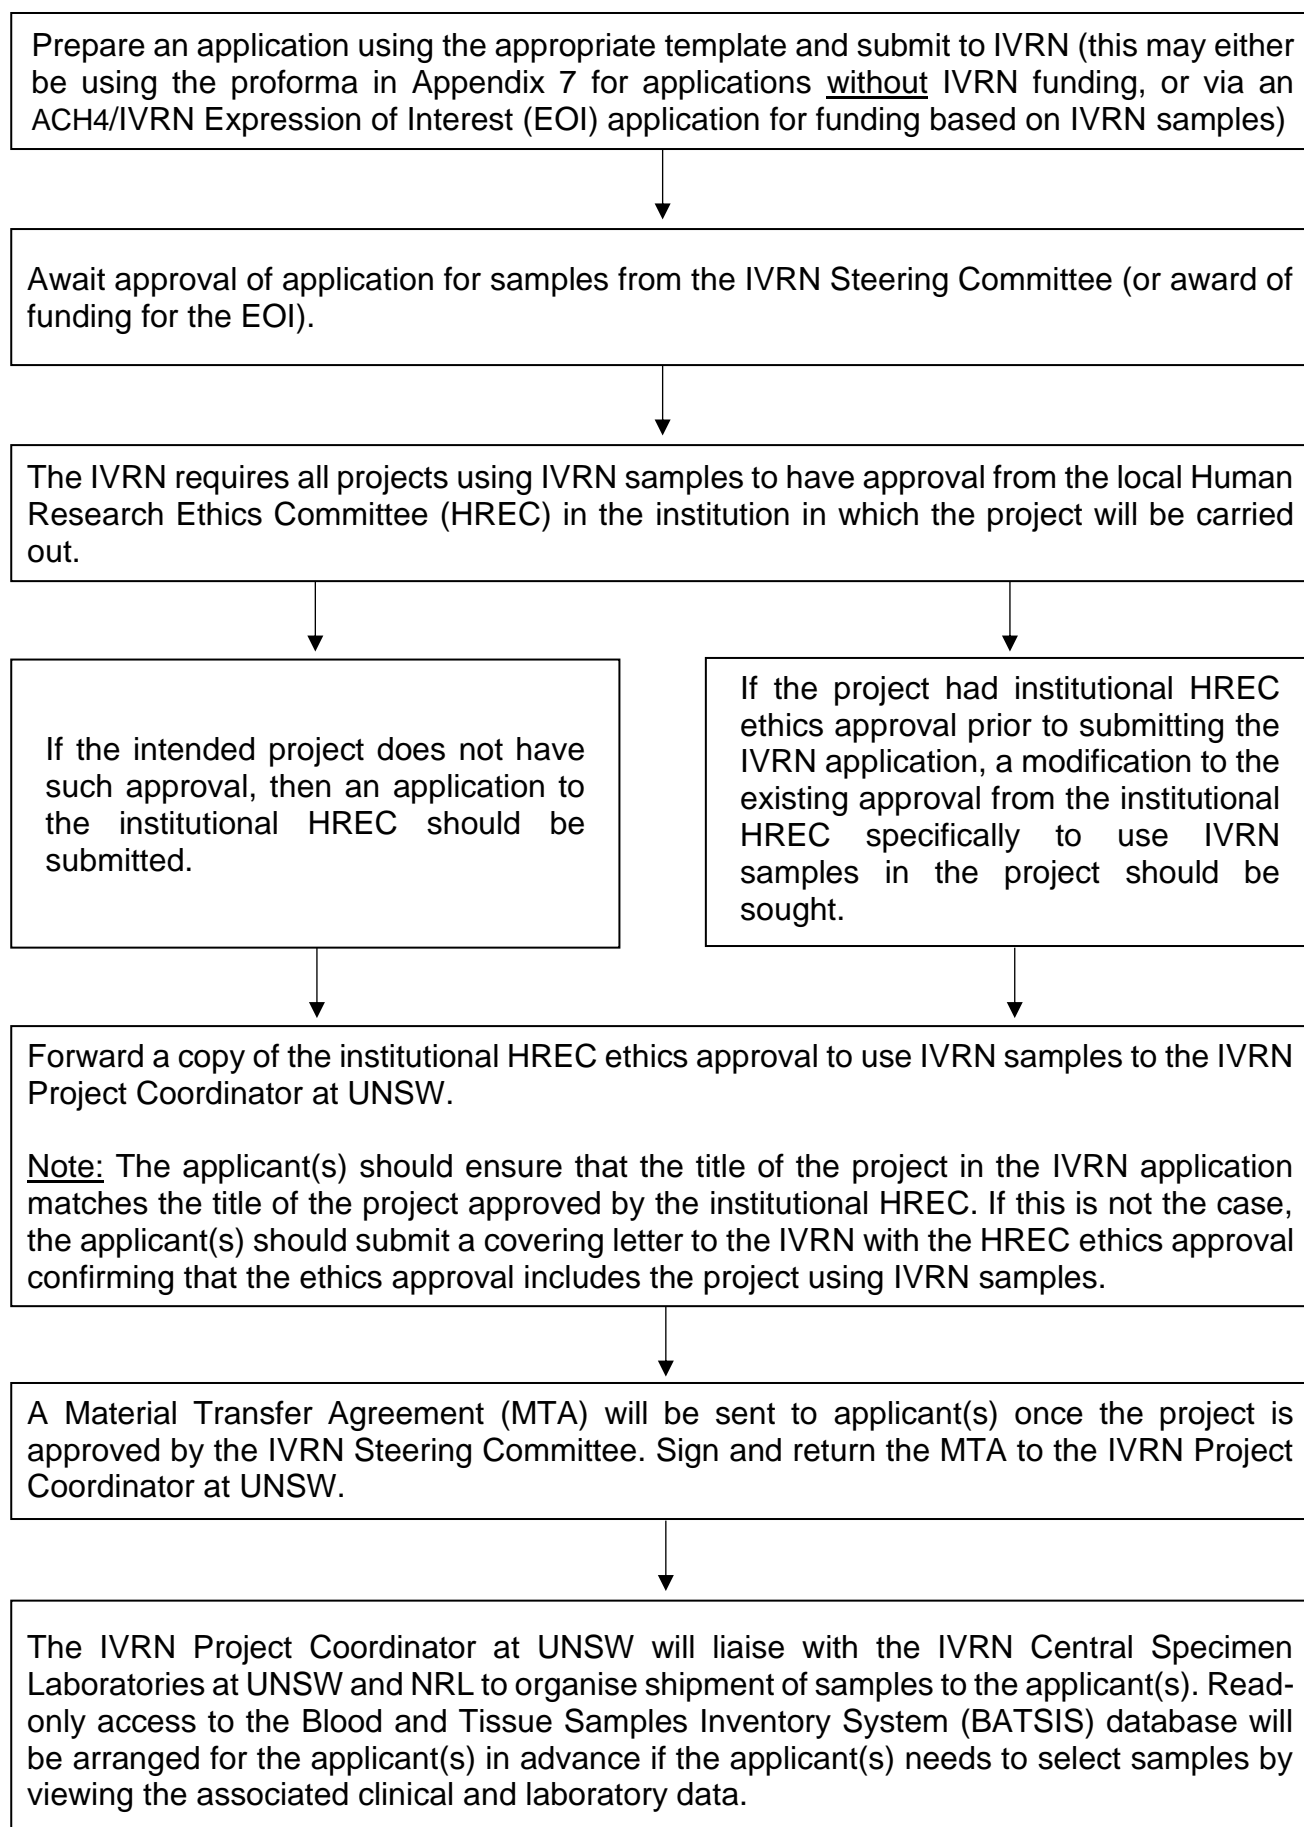 Prepare an application using the appropriate template and submit to IVRN (this may either
be using the proforma in Appendix 7 for applications without IVRN funding, or via an
ACH4/IVRN Expression of Interest (EOI) application for funding based on IVRN samples)
Await approval of application for samples from the IVRN Steering Committee (or award of
funding for the EOI).
The IVRN requires all projects using IVRN samples to have approval from the local Human
Research Ethics Committee (HREC) in the institution in which the project will be carried
out.
If the intended project does not have
such approval, then an application to
the institutional HREC should be
submitted.
If the project had institutional HREC
ethics approval prior to submitting the
IVRN application, a modification to the
existing approval from the institutional
HREC specifically to use IVRN
samples in the project should be
sought.
Forward a copy of the institutional HREC ethics approval to use IVRN samples to the IVRN
Project Coordinator at UNSW.
Note: The applicant(s) should ensure that the title of the project in the IVRN application
matches the title of the project approved by the institutional HREC. If this is not the case,
the applicant(s) should submit a covering letter to the IVRN with the HREC ethics approval
confirming that the ethics approval includes the project using IVRN samples.
A Material Transfer Agreement (MTA) will be sent to applicant(s) once the project is
approved by the IVRN Steering Committee. Sign and return the MTA to the IVRN Project
Coordinator at UNSW.
The IVRN Project Coordinator at UNSW will liaise with the IVRN Central Specimen
Laboratories at UNSW and NRL to organise shipment of samples to the applicant(s). Read-
only access to the Blood and Tissue Samples Inventory System (BATSIS) database will
be arranged for the applicant(s) in advance if the applicant(s) needs to select samples by
viewing the associated clinical and laboratory data.